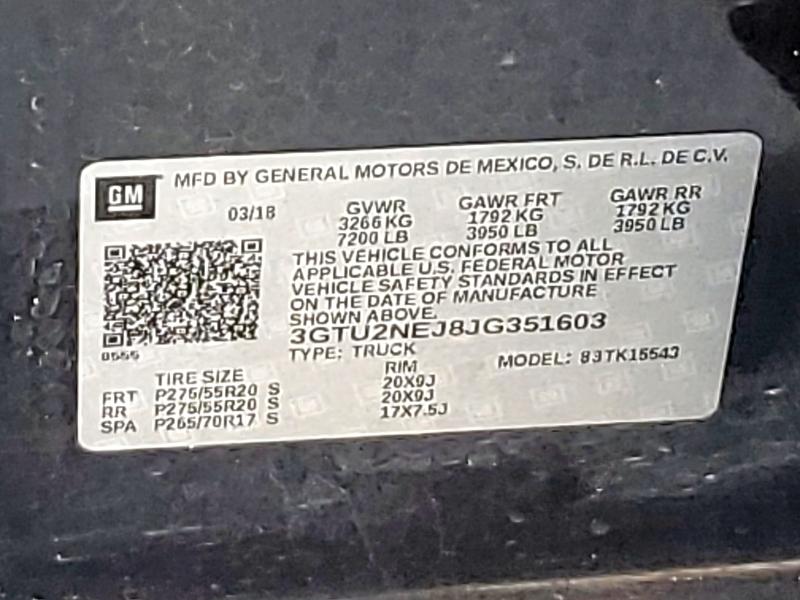 GM
MFD BY GENERAL MOTORS DE MEXICO, S. DE R.L. DE C.V.
03/18 GVWR GAWR FRT GAWR RR
3266 KG 1792 KG 1792 KG
7200 LB 3950 LB 3950 LB
THIS VEHICLE CONFORMS TO ALL
APPLICABLE U.S. FEDERAL MOTOR
VEHICLE SAFETY STANDARDS IN EFFECT
ON THE DATE OF MANUFACTURE
SHOWN ABOVE.
3GTU2NEJ8JG351603
TYPE: TRUCK MODEL:
TIRE SIZE RIM
FRT P275/55R20 S 20X9J
RR P275/55R20 S 20X9J
SPA P265/70R17 S 17X7.5J